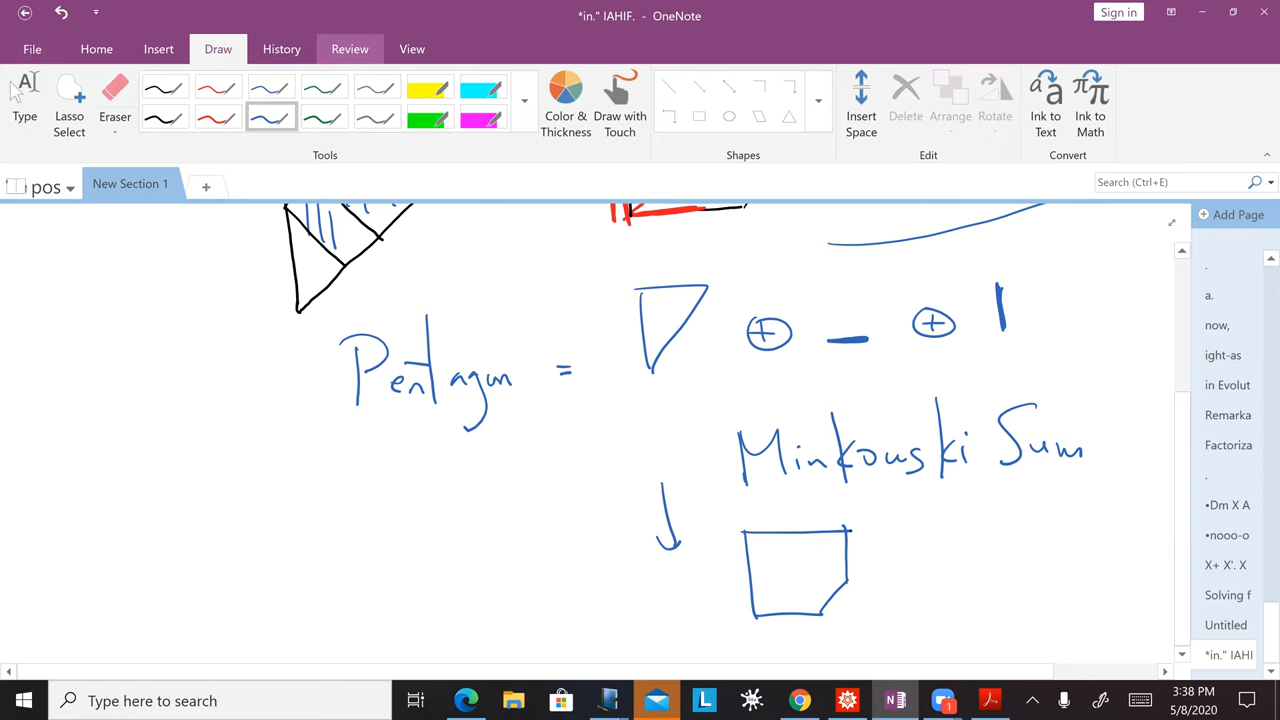 *in." IAHIF. - OneNote
Sign in
File Home Insert Draw History Review View
Type
Lasso Select
Eraser
Color & Thickness
Draw with Touch
Insert Space
Delete
Arrange
Rotate
Ink to Text
Ink to Math
Tools
Shapes
Edit
Convert
pos
New Section 1
+
Search (Ctrl+E)
Add Page
.
a.
now,
ight-as
in Evolut
Remarka
Factoriza
.
•Dm X A
•nooo-o
X+ X'. X
Solving f
Untitled
*in." IAHI
Pentagon = ⊕ – ⊕ |
Minkouski Sum
↓
Type here to search
L
1
3:38 PM
5/8/2020